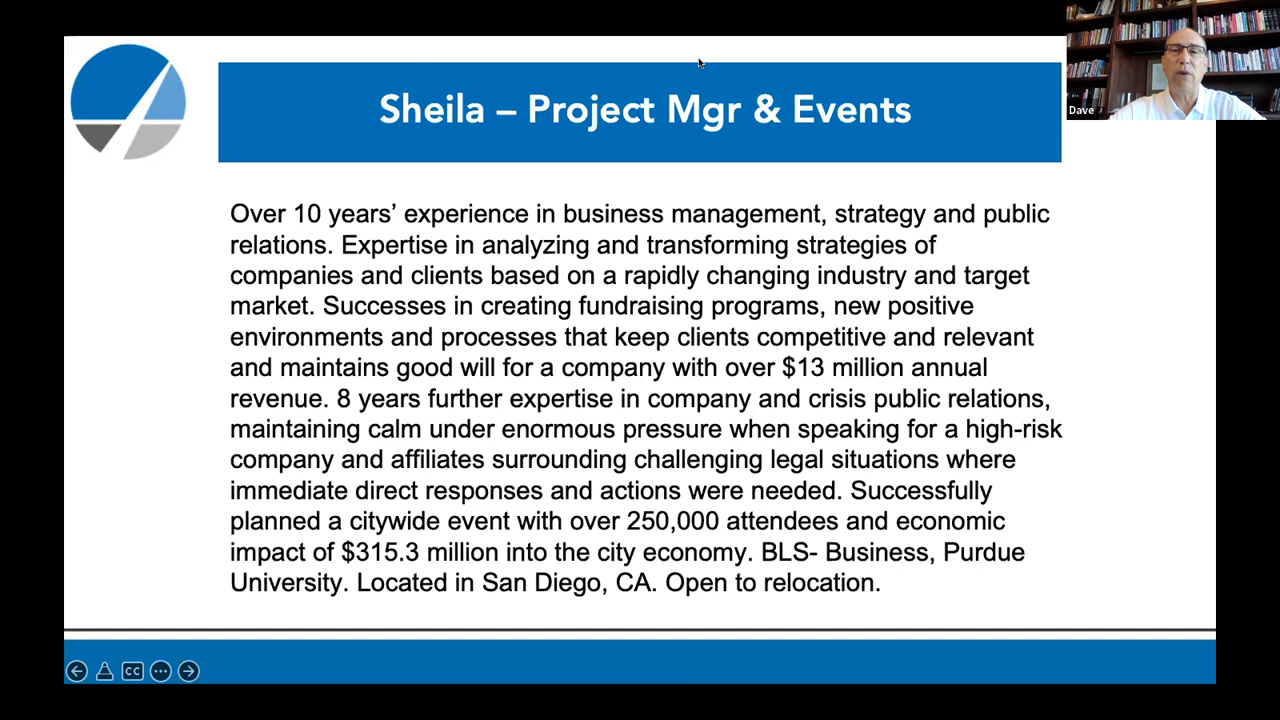 Sheila – Project Mgr & Events
Dave
Over 10 years’ experience in business management, strategy and public
relations. Expertise in analyzing and transforming strategies of
companies and clients based on a rapidly changing industry and target
market. Successes in creating fundraising programs, new positive
environments and processes that keep clients competitive and relevant
and maintains good will for a company with over $13 million annual
revenue. 8 years further expertise in company and crisis public relations,
maintaining calm under enormous pressure when speaking for a high-risk
company and affiliates surrounding challenging legal situations where
immediate direct responses and actions were needed. Successfully
planned a citywide event with over 250,000 attendees and economic
impact of $315.3 million into the city economy. BLS- Business, Purdue
University. Located in San Diego, CA. Open to relocation.
CC